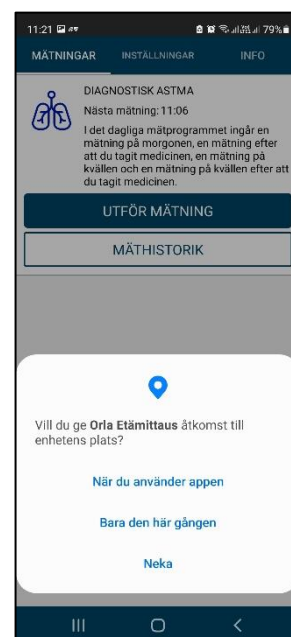 11:21
79%
MÄTNINGAR INSTÄLLNINGAR INFO
DIAGNOSTISK ASTMA
Nästa mätning: 11:06
I det dagliga mätprogrammet ingår en
mätning på morgonen, en mätning efter
att du tagit medicinen, en mätning på
kvällen och en mätning på kvällen efter att
du tagit medicinen.
UTFÖR MÄTNING
MÄTHISTORIK
Vill du ge Orla Etämittaus åtkomst till
enhetens plats?
När du använder appen
Bara den här gången
Neka